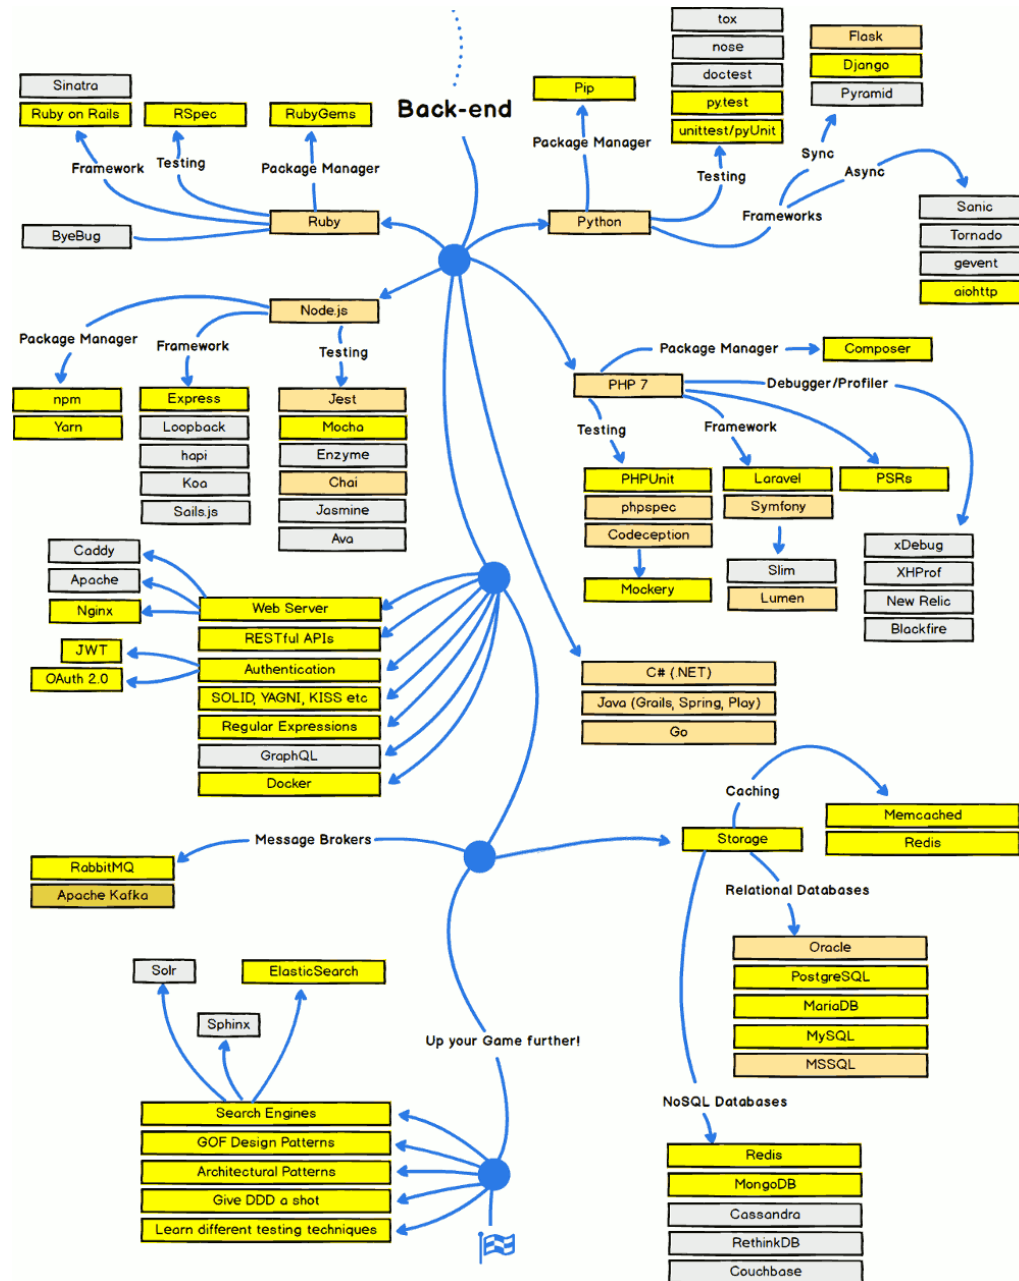 Back-end
Sinatra
Ruby on Rails
RSpec
RubyGems
Framework
Testing
Package Manager
Ruby
ByeBug
Pip
Package Manager
tox
nose
doctest
py.test
unittest/pyUnit
Testing
Flask
Django
Pyramid
Sync
Async
Frameworks
Python
Sanic
Tornado
gevent
aiohttp
Node.js
Package Manager
Framework
Testing
npm
Yarn
Express
Loopback
hapi
Koa
Sails.js
Jest
Mocha
Enzyme
Chai
Jasmine
Ava
PHP 7
Package Manager
Composer
Debugger/Profiler
Testing
Framework
PHPUnit
phpspec
Codeception
Mockery
Laravel
Symfony
Slim
Lumen
PSRs
xDebug
XHProf
New Relic
Blackfire
Caddy
Apache
Nginx
JWT
OAuth 2.0
Web Server
RESTful APIs
Authentication
SOLID, YAGNI, KISS etc
Regular Expressions
GraphQL
Docker
C# (.NET)
Java (Grails, Spring, Play)
Go
Message Brokers
RabbitMQ
Apache Kafka
Storage
Caching
Memcached
Redis
Relational Databases
Oracle
PostgreSQL
MariaDB
MySQL
MSSQL
NoSQL Databases
Redis
MongoDB
Cassandra
RethinkDB
Couchbase
Up your Game further!
Solr
Sphinx
ElasticSearch
Search Engines
GOF Design Patterns
Architectural Patterns
Give DDD a shot
Learn different testing techniques